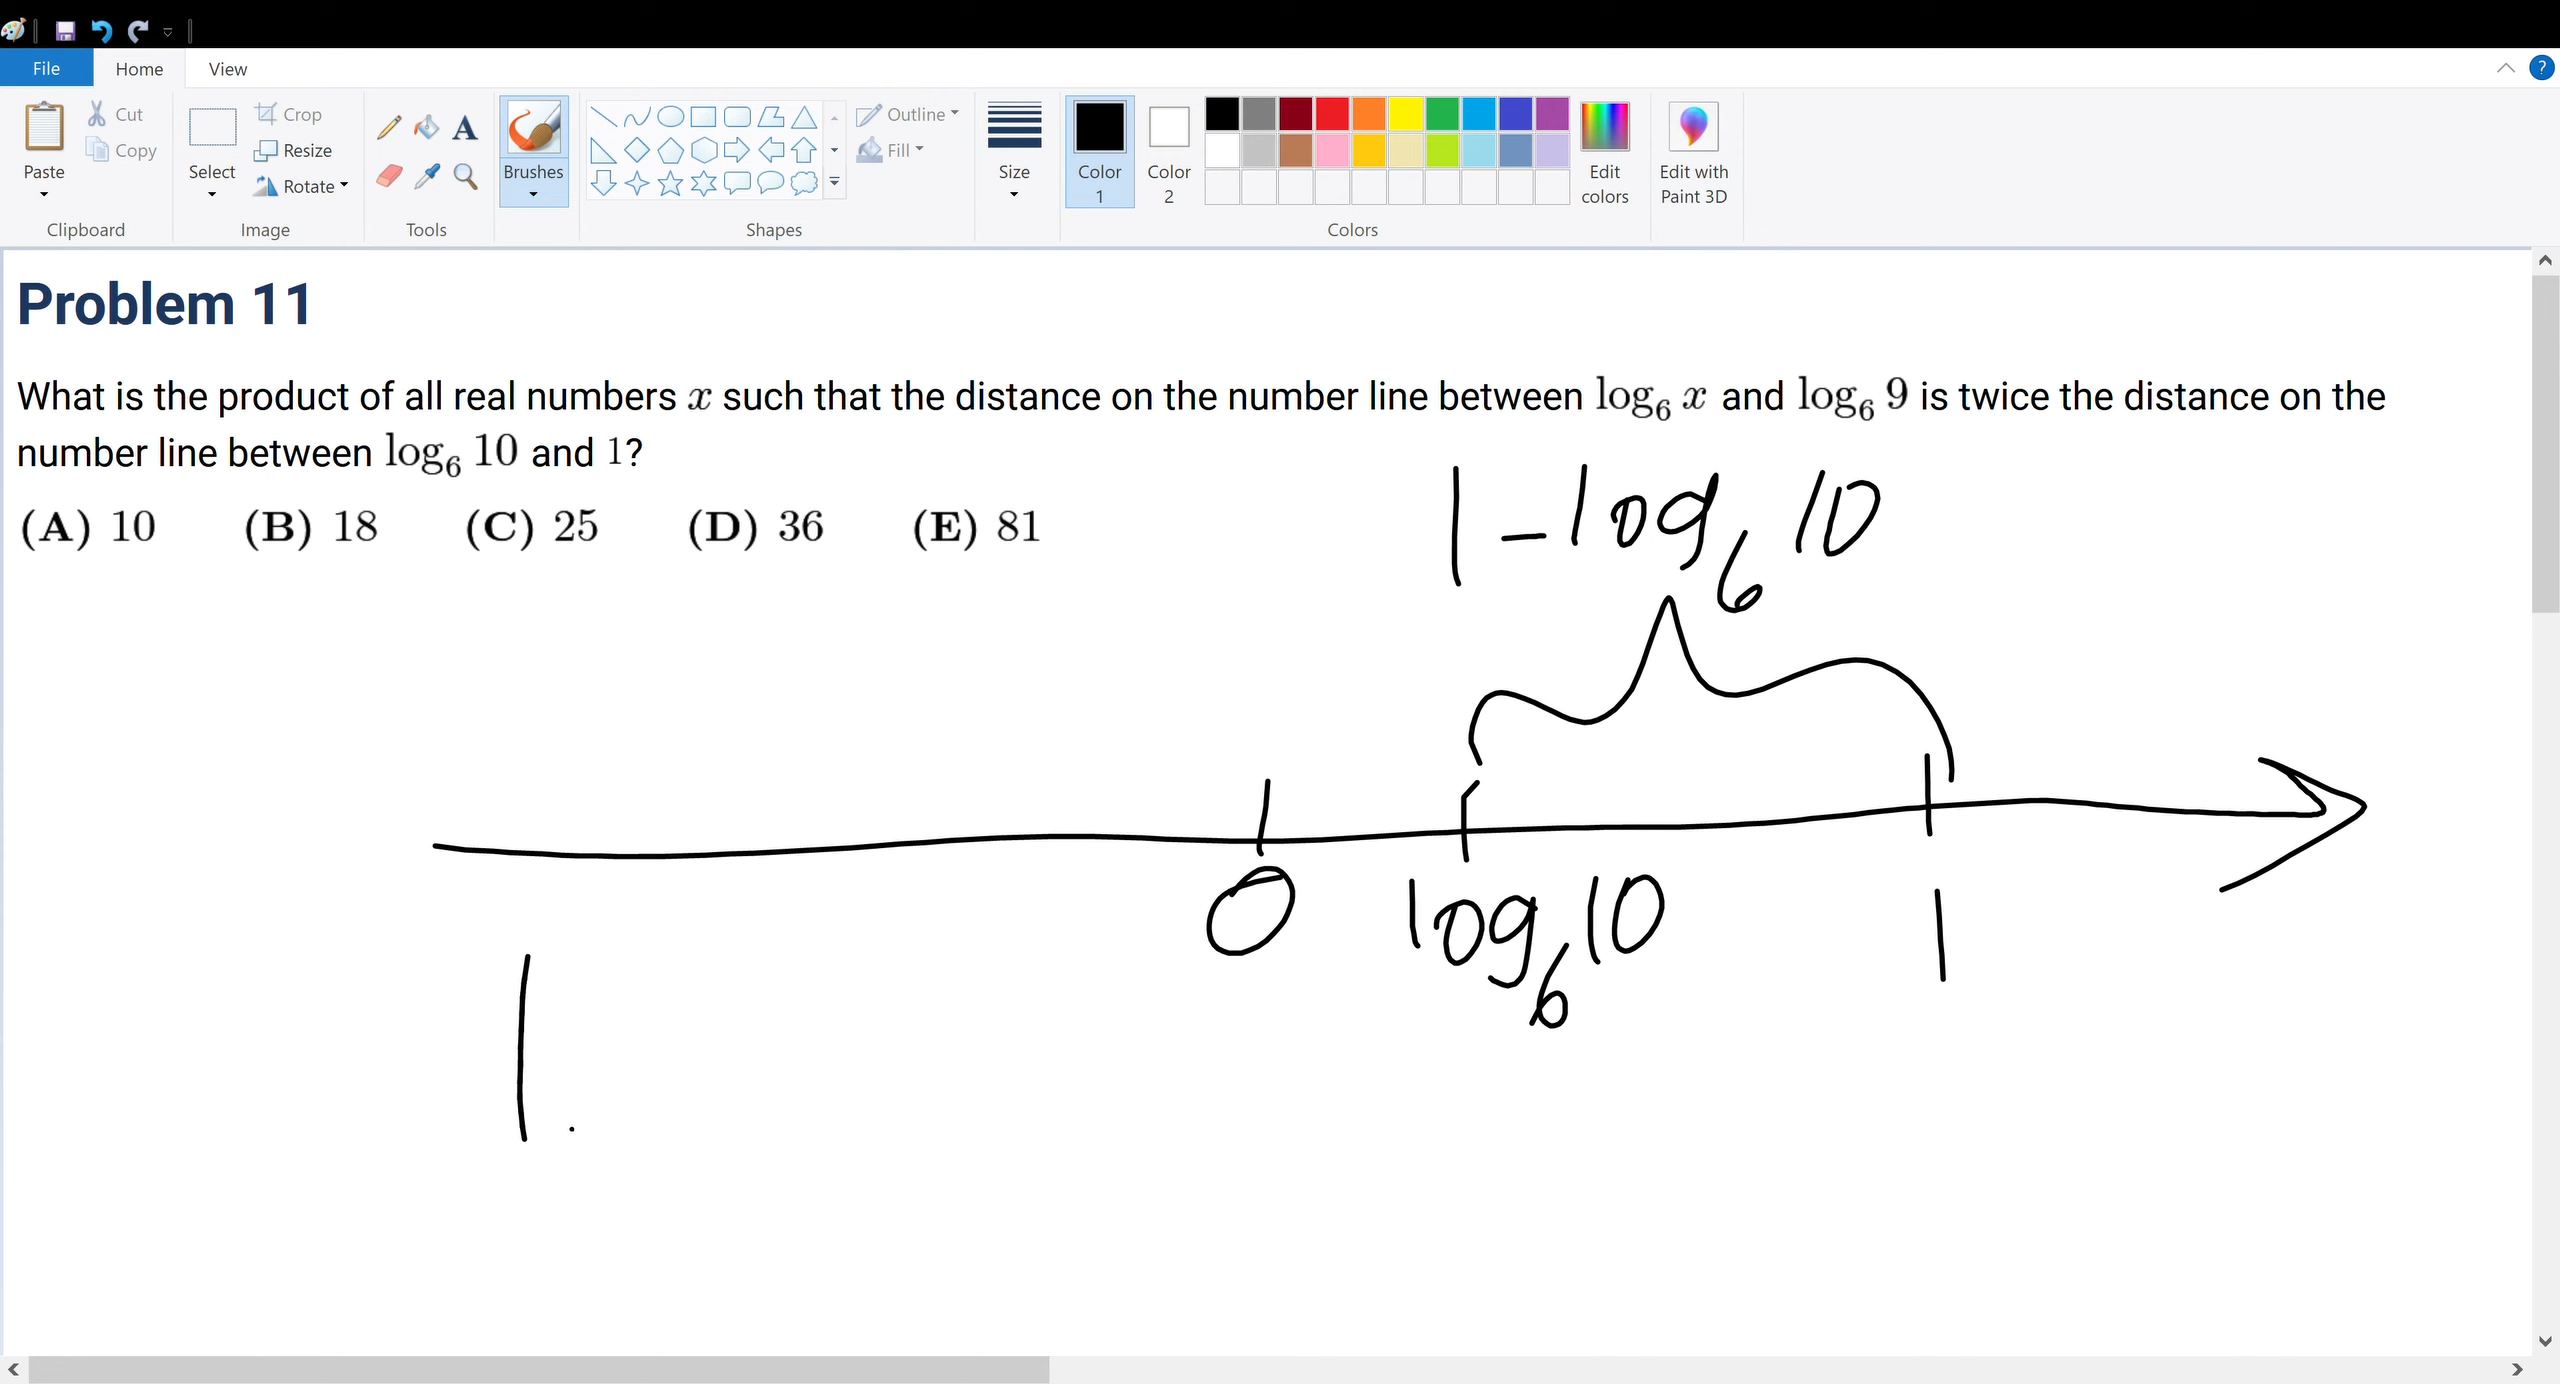 File Home View
Paste Cut Copy Clipboard
Select Crop Resize Rotate Image
Tools
Brushes
Outline Fill Shapes
Size
Color 1 Color 2 Edit colors Colors
Edit with Paint 3D
Problem 11
What is the product of all real numbers x such that the distance on the number line between log₆ x and log₆ 9 is twice the distance on the
number line between log₆ 10 and 1?
(A) 10 (B) 18 (C) 25 (D) 36 (E) 81
1 - log₆ 10
0 log₆ 10 1